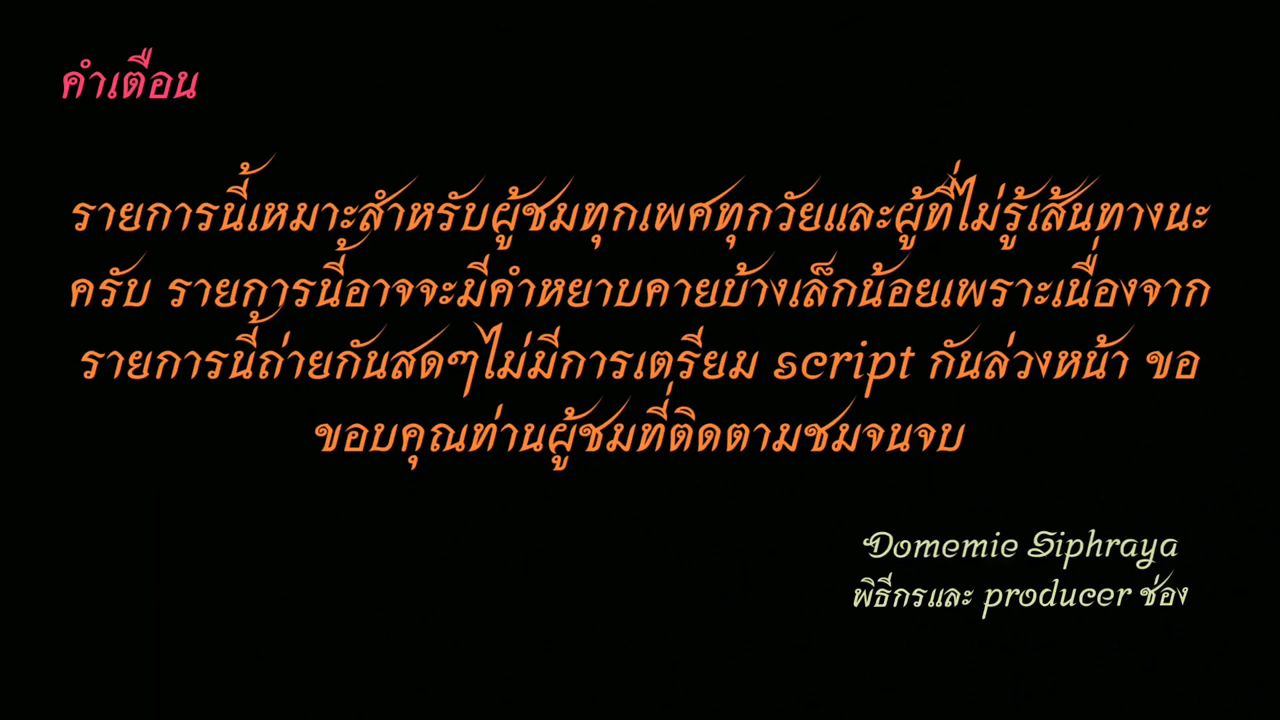 คำเตือน
รายการนี้เหมาะสำหรับผู้ชมทุกเพศทุกวัยและผู้ที่ไม่รู้เส้นทางนะ
ครับ รายการนี้อาจจะมีคำหยาบคายบ้างเล็กน้อยเพราะเนื่องจาก
รายการนี้ถ่ายกันสดๆไม่มีการเตรียม script กันล่วงหน้า ขอ
ขอบคุณท่านผู้ชมที่ติดตามชมจนจบ
Domemie Siphraya
พิธีกรและ producer ช่อง